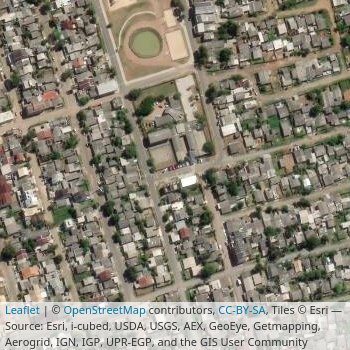 Leaflet | © OpenStreetMap contributors, CC-BY-SA, Tiles © Esri —
Source: Esri, i-cubed, USDA, USGS, AEX, GeoEye, Getmapping,
Aerogrid, IGN, IGP, UPR-EGP, and the GIS User Community